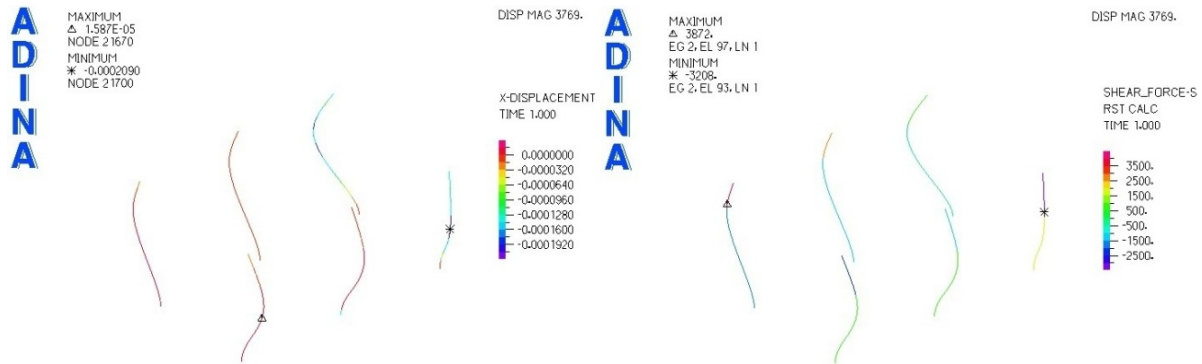 ADINA
MAXIMUM
△ 1.587E-05
NODE 21670
MINIMUM
* -0.0002090
NODE 21700
DISP MAG 3769.
X-DISPLACEMENT
TIME 1.000
0.0000000
-0.0000320
-0.0000640
-0.0000960
-0.0001280
-0.0001600
-0.0001920
ADINA
MAXIMUM
△ 3872.
EG 2, EL 97, LN 1
MINIMUM
* -3208.
EG 2, EL 93, LN 1
DISP MAG 3769.
SHEAR_FORCE-S
RST CALC
TIME 1.000
3500.
2500.
1500.
500.
-500.
-1500.
-2500.